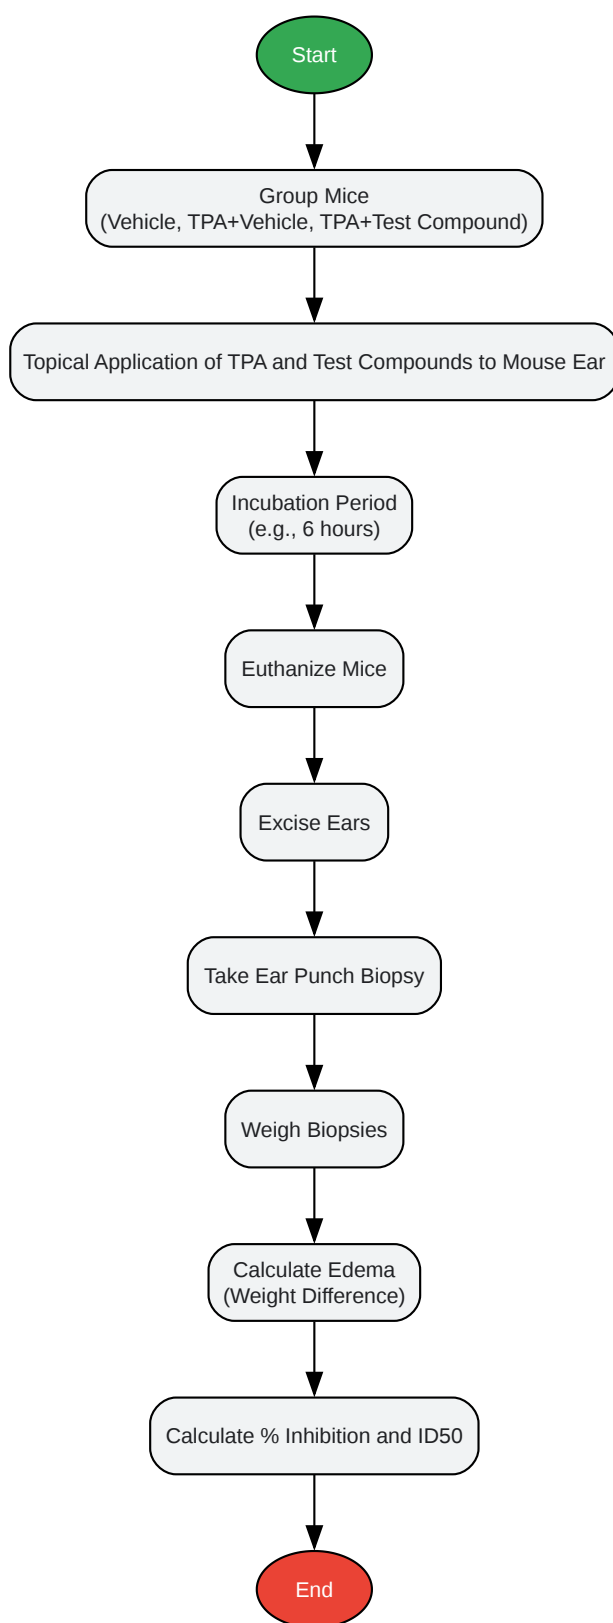 Start
Group Mice
(Vehicle, TPA+Vehicle, TPA+Test Compound)
Topical Application of TPA and Test Compounds to Mouse Ear
Incubation Period
(e.g., 6 hours)
Euthanize Mice
Excise Ears
Take Ear Punch Biopsy
Weigh Biopsies
Calculate Edema
(Weight Difference)
Calculate % Inhibition and ID50
End